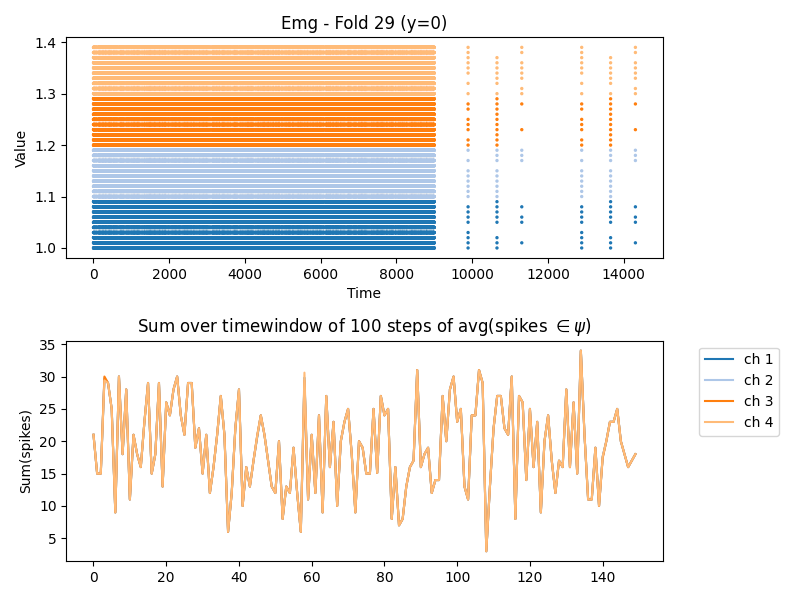 Emg - Fold 29 (y=0)
1.4
1.3
1.2
1.1
1.0
Value
0 2000 4000 6000 8000 10000 12000 14000
Time
Sum over timewindow of 100 steps of avg(spikes ∈ ψ)
35
30
25
20
15
10
5
Sum(spikes)
0 20 40 60 80 100 120 140
ch 1
ch 2
ch 3
ch 4